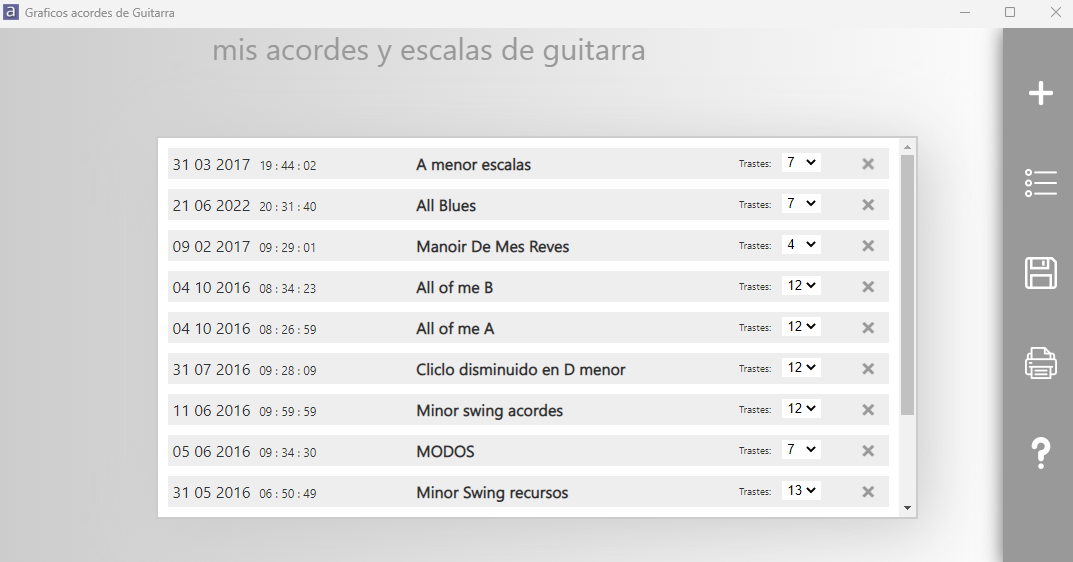 a Graficos acordes de Guitarra
mis acordes y escalas de guitarra
31 03 2017 19 : 44 : 02 A menor escalas Trastes: 7
21 06 2022 20 : 31 : 40 All Blues Trastes: 7
09 02 2017 09 : 29 : 01 Manoir De Mes Reves Trastes: 4
04 10 2016 08 : 34 : 23 All of me B Trastes: 12
04 10 2016 08 : 26 : 59 All of me A Trastes: 12
31 07 2016 09 : 28 : 09 Cliclo disminuido en D menor Trastes: 12
11 06 2016 09 : 59 : 59 Minor swing acordes Trastes: 12
05 06 2016 09 : 34 : 30 MODOS Trastes: 7
31 05 2016 06 : 50 : 49 Minor Swing recursos Trastes: 13